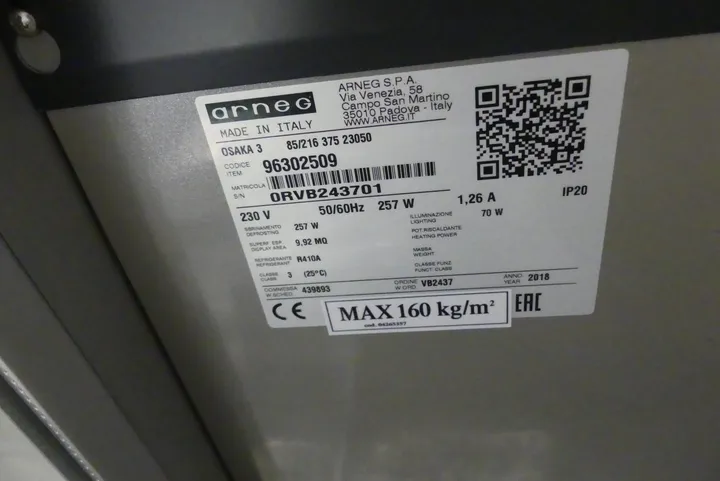 arneG
ARNEG S.P.A.
Via Venezia, 58
Campo San Martino
35010 Padova - Italy
WWW.ARNEG.IT
MADE IN ITALY
OSAKA 3 85/216 375 23050
CODICE
ITEM
96302509
MATRICOLA
S/N
0RVB243701
230 V 50/60Hz 257 W 1,26 A IP20
SBRINAMENTO
DEFROSTING
257 W
ILLUMINAZIONE
LIGHTING
70 W
SUPERF ESP.
DISPLAY AREA
9,92 MQ
POT.RISCALDANTE
HEATING POWER
REFRIGERANTE
REFRIGERANT
R410A
MASSA
WEIGHT
CLASSE
CLASS
3 (25°C)
CLASSE FUNZ.
FUNCT. CLASS
COMMESSA
W.SCHED.
439893
ORDINE
W.ORD.
VB2437
ANNO
YEAR
2018
CE
MAX 160 kg/m²
EAC